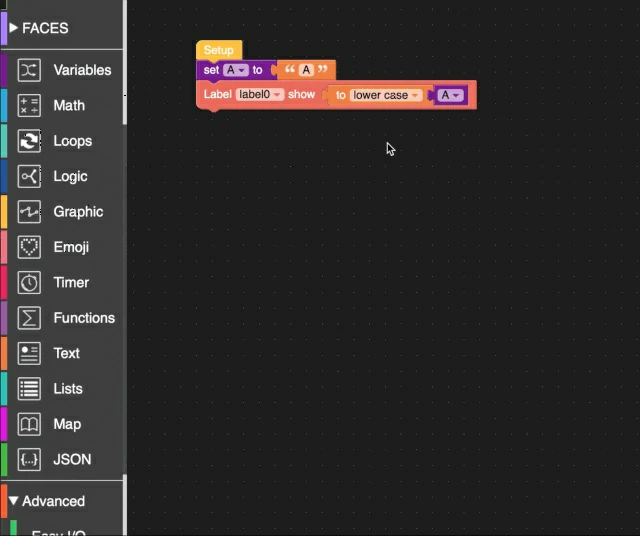 FACES
Variables
Math
Loops
Logic
Graphic
Emoji
Timer
Functions
Text
Lists
Map
JSON
Advanced
Easy I/O
Setup
set A to “ A ”
Label label0 show to lower case A